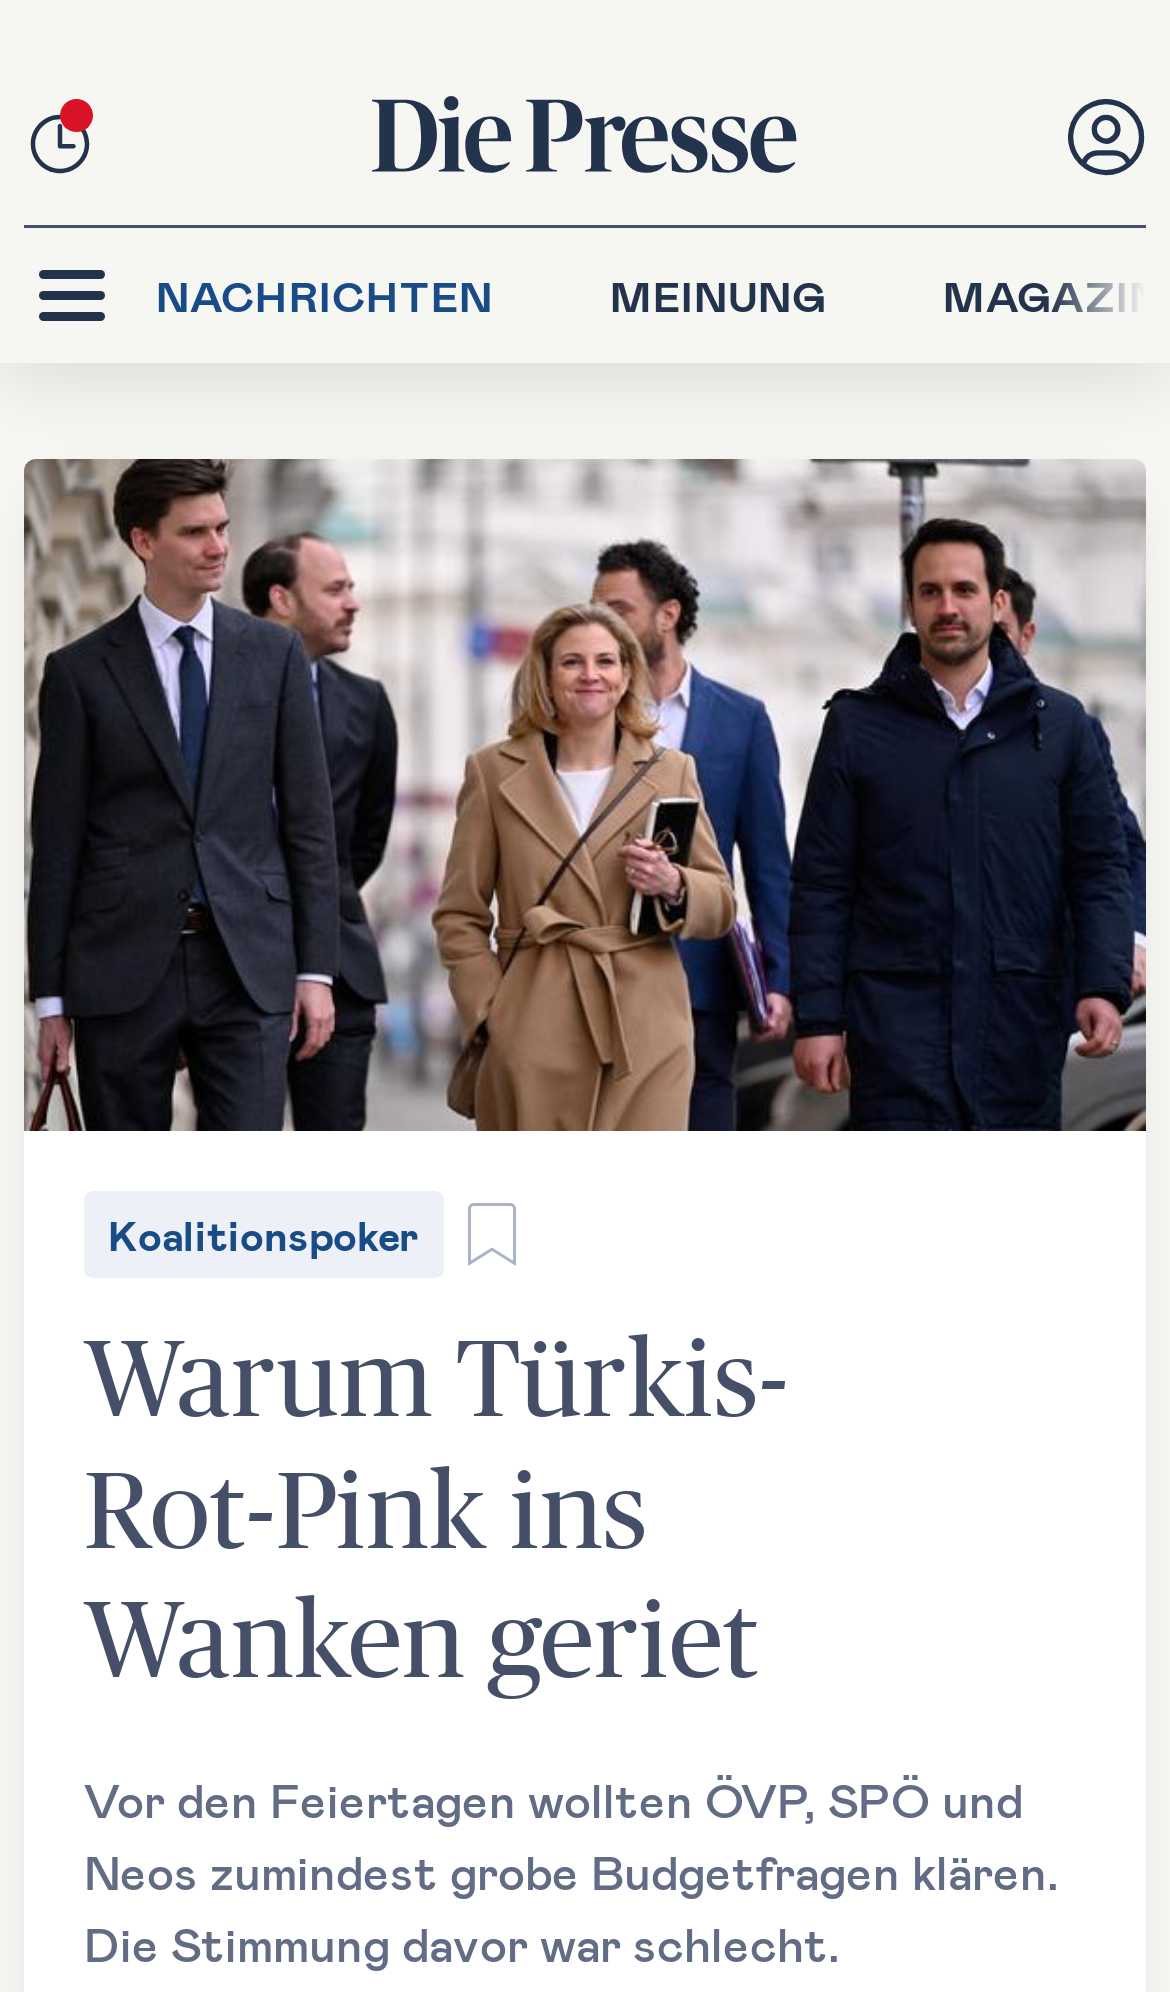 Die Presse
NACHRICHTEN MEINUNG MAGAZIN
Koalitionspoker
Warum Türkis-
Rot-Pink ins
Wanken geriet
Vor den Feiertagen wollten ÖVP, SPÖ und
Neos zumindest grobe Budgetfragen klären.
Die Stimmung davor war schlecht.